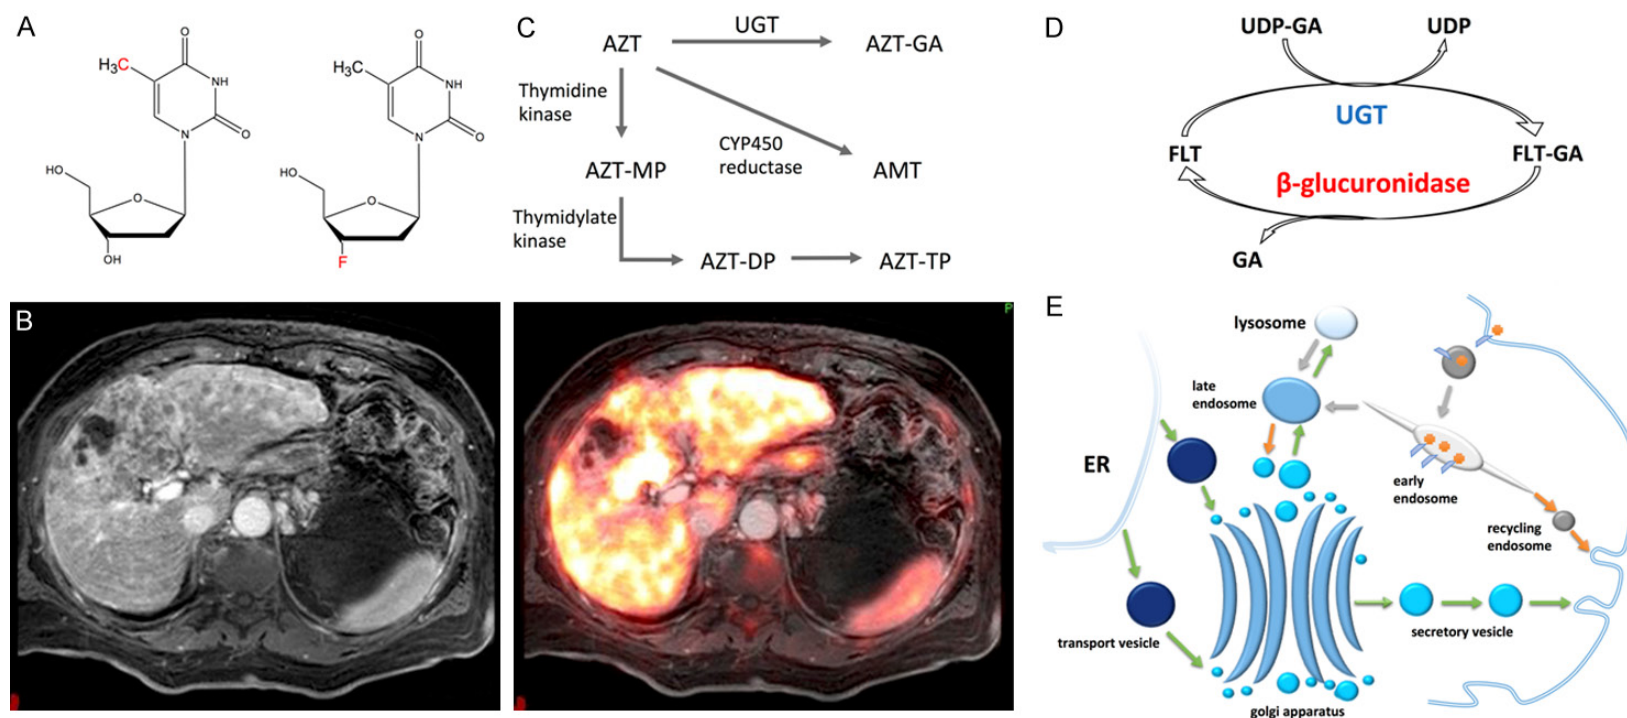 A
H₃C
O
NH
N
O
HO
O
OH
H₃C
O
NH
N
O
HO
O
F
C
UGT
AZT
AZT-GA
Thymidine
kinase
CYP450
reductase
AZT-MP
AMT
Thymidylate
kinase
AZT-DP
AZT-TP
D
UDP-GA
UDP
UGT
FLT
FLT-GA
β-glucuronidase
GA
B
P
E
lysosome
late
endosome
ER
early
endosome
recycling
endosome
transport vesicle
secretory vesicle
golgi apparatus